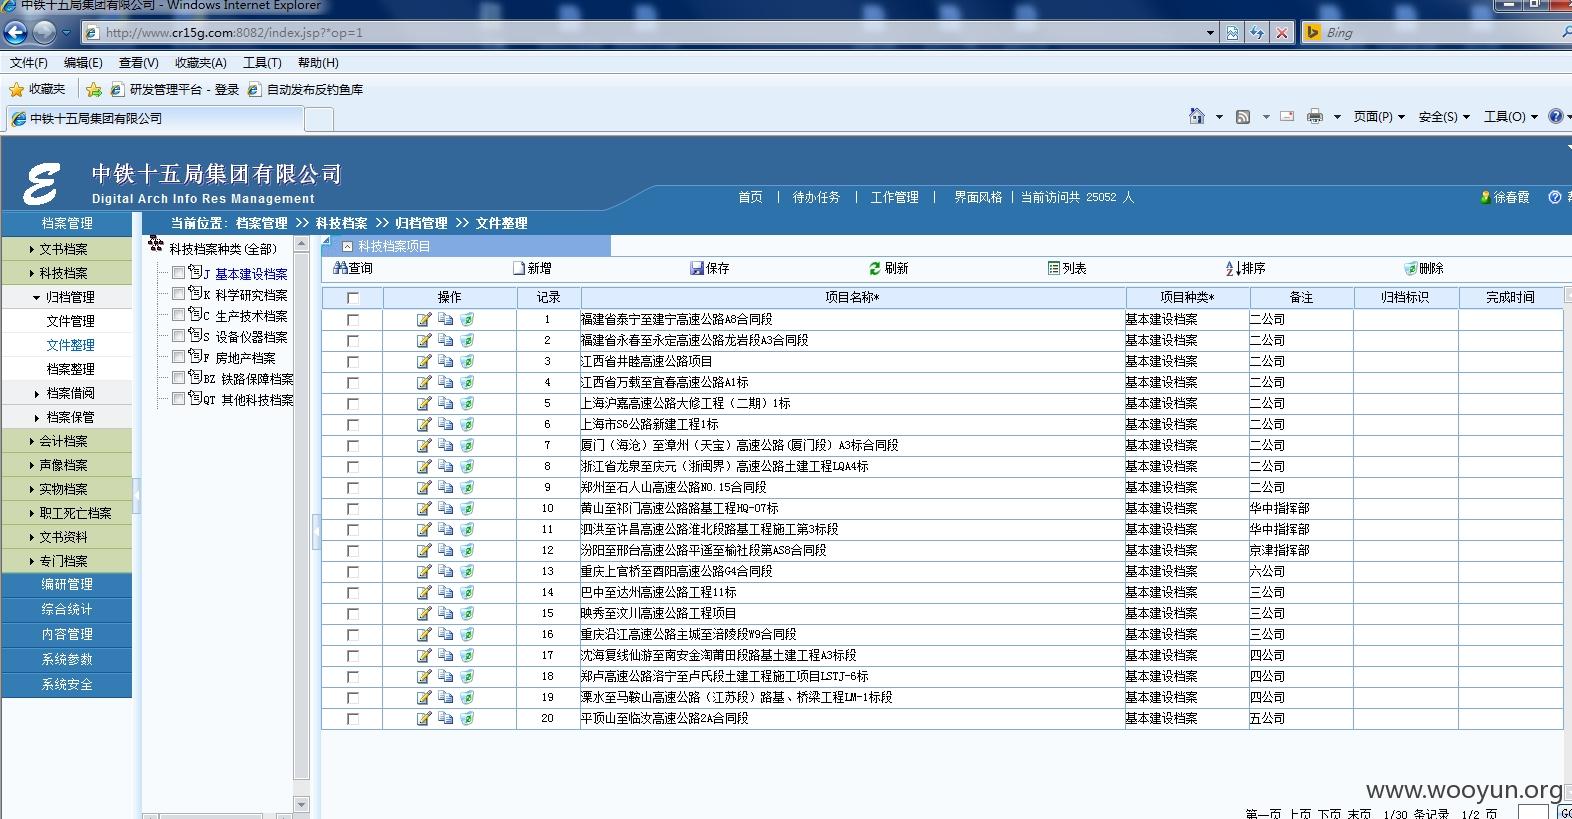 中铁十五局集团有限公司 - Windows Internet Explorer
http://www.cr15g.com:8082/index.jsp?*op=1
Bing
文件(F) 编辑(E) 查看(V) 收藏夹(A) 工具(T) 帮助(H)
收藏夹 研发管理平台 - 登录 自动发布反钓鱼库
中铁十五局集团有限公司
页面(P) 安全(S) 工具(O)
中铁十五局集团有限公司
Digital Arch Info Res Management
首页 | 待办任务 | 工作管理 | 界面风格 | 当前访问共 25052 人
徐春霞
档案管理
当前位置: 档案管理 >> 科技档案 >> 归档管理 >> 文件整理
文书档案
科技档案
归档管理
文件管理
文件整理
档案整理
档案借阅
档案保管
会计档案
声像档案
实物档案
职工死亡档案
文书资料
专门档案
编研管理
综合统计
内容管理
系统参数
系统安全
科技档案种类(全部)
J 基本建设档案
K 科学研究档案
C 生产技术档案
S 设备仪器档案
F 房地产档案
BZ 铁路保障档案
QT 其他科技档案
科技档案项目
查询 新增 保存 刷新 列表 排序 删除
操作 记录 项目名称* 项目种类* 备注 归档标识 完成时间
1 福建省泰宁至建宁高速公路A8合同段 基本建设档案 二公司
2 福建省永春至永定高速公路龙岩段A3合同段 基本建设档案 二公司
3 江西省井睦高速公路项目 基本建设档案 二公司
4 江西省万载至宜春高速公路A1标 基本建设档案 二公司
5 上海沪嘉高速公路大修工程（二期）1标 基本建设档案 二公司
6 上海市S6公路新建工程1标 基本建设档案 二公司
7 厦门（海沧）至漳州（天宝）高速公路(厦门段）A3标合同段 基本建设档案 二公司
8 浙江省龙泉至庆元（浙闽界）高速公路土建工程LQA4标 基本建设档案 二公司
9 郑州至石人山高速公路NO.15合同段 基本建设档案 二公司
10 黄山至祁门高速公路路基工程HQ-07标 基本建设档案 华中指挥部
11 泗洪至许昌高速公路淮北段路基工程施工第3标段 基本建设档案 华中指挥部
12 汾阳至邢台高速公路平遥至榆社段第AS8合同段 基本建设档案 京津指挥部
13 重庆上官桥至酉阳高速公路G4合同段 基本建设档案 六公司
14 巴中至达州高速公路工程11标 基本建设档案 三公司
15 映秀至汶川高速公路工程项目 基本建设档案 三公司
16 重庆沿江高速公路主城至涪陵段W9合同段 基本建设档案 三公司
17 沈海复线仙游至南安金淘莆田段路基土建工程A3标段 基本建设档案 四公司
18 郑卢高速公路洛宁至卢氏段土建工程施工项目LSTJ-6标 基本建设档案 四公司
19 溧水至马鞍山高速公路（江苏段）路基、桥梁工程LM-1标段 基本建设档案 四公司
20 平顶山至临汝高速公路2A合同段 基本建设档案 五公司
www.wooyun.org
第一页 上页 下页 末页 1/30 条记录 1/2 页